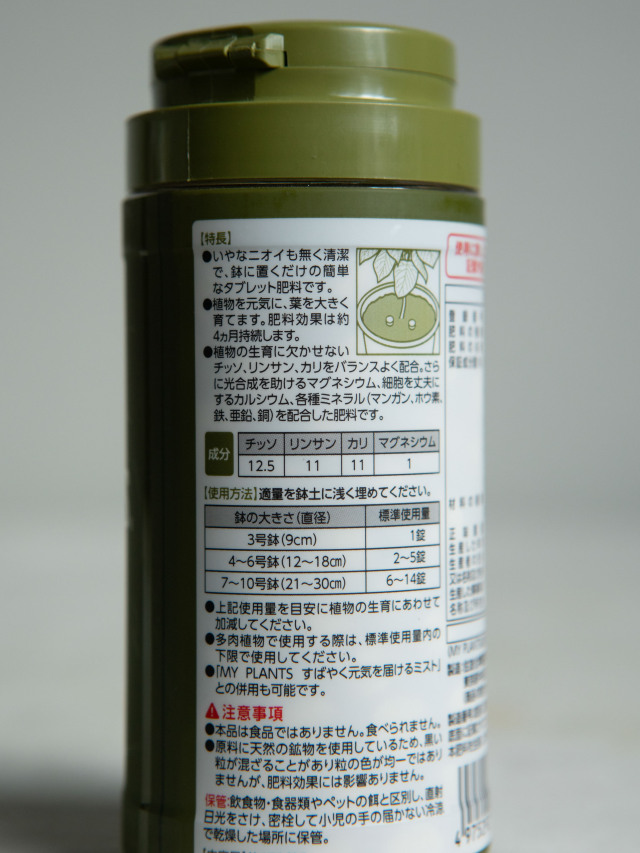 【特長】
●いやなニオイも無く清潔
で、鉢に置くだけの簡単
なタブレット肥料です。
●植物を元気に、葉を大きく
育てます。肥料効果は約
4ヵ月持続します。
●植物の生育に欠かせない
チッソ、リンサン、カリをバランスよく配合。さら
に光合成を助けるマグネシウム、細胞を丈夫に
するカルシウム、各種ミネラル(マンガン、ホウ素、
鉄、亜鉛、銅)を配合した肥料です。
成分 チッソ リンサン カリ マグネシウム
12.5 11 11 1
【使用方法】適量を鉢土に浅く埋めてください。
鉢の大きさ(直径) 標準使用量
3号鉢(9cm) 1錠
4～6号鉢(12～18cm) 2～5錠
7～10号鉢(21～30cm) 6～14錠
●上記使用量を目安に植物の生育にあわせて
加減してください。
●多肉植物で使用する際は、標準使用量内の
下限で使用してください。
●「MY PLANTS すばやく元気を届けるミスト」
との併用も可能です。
注意事項
●本品は食品ではありません。食べられません。
●原料に天然の鉱物を使用しているため、黒い
粒が混ざることがあり粒の色が均一ではあり
ませんが、肥料効果には影響ありません。
保管:飲食物・食器類やペットの餌と区別し、直射
日光をさけ、密栓して小児の手の届かない冷涼
で乾燥した場所に保管。